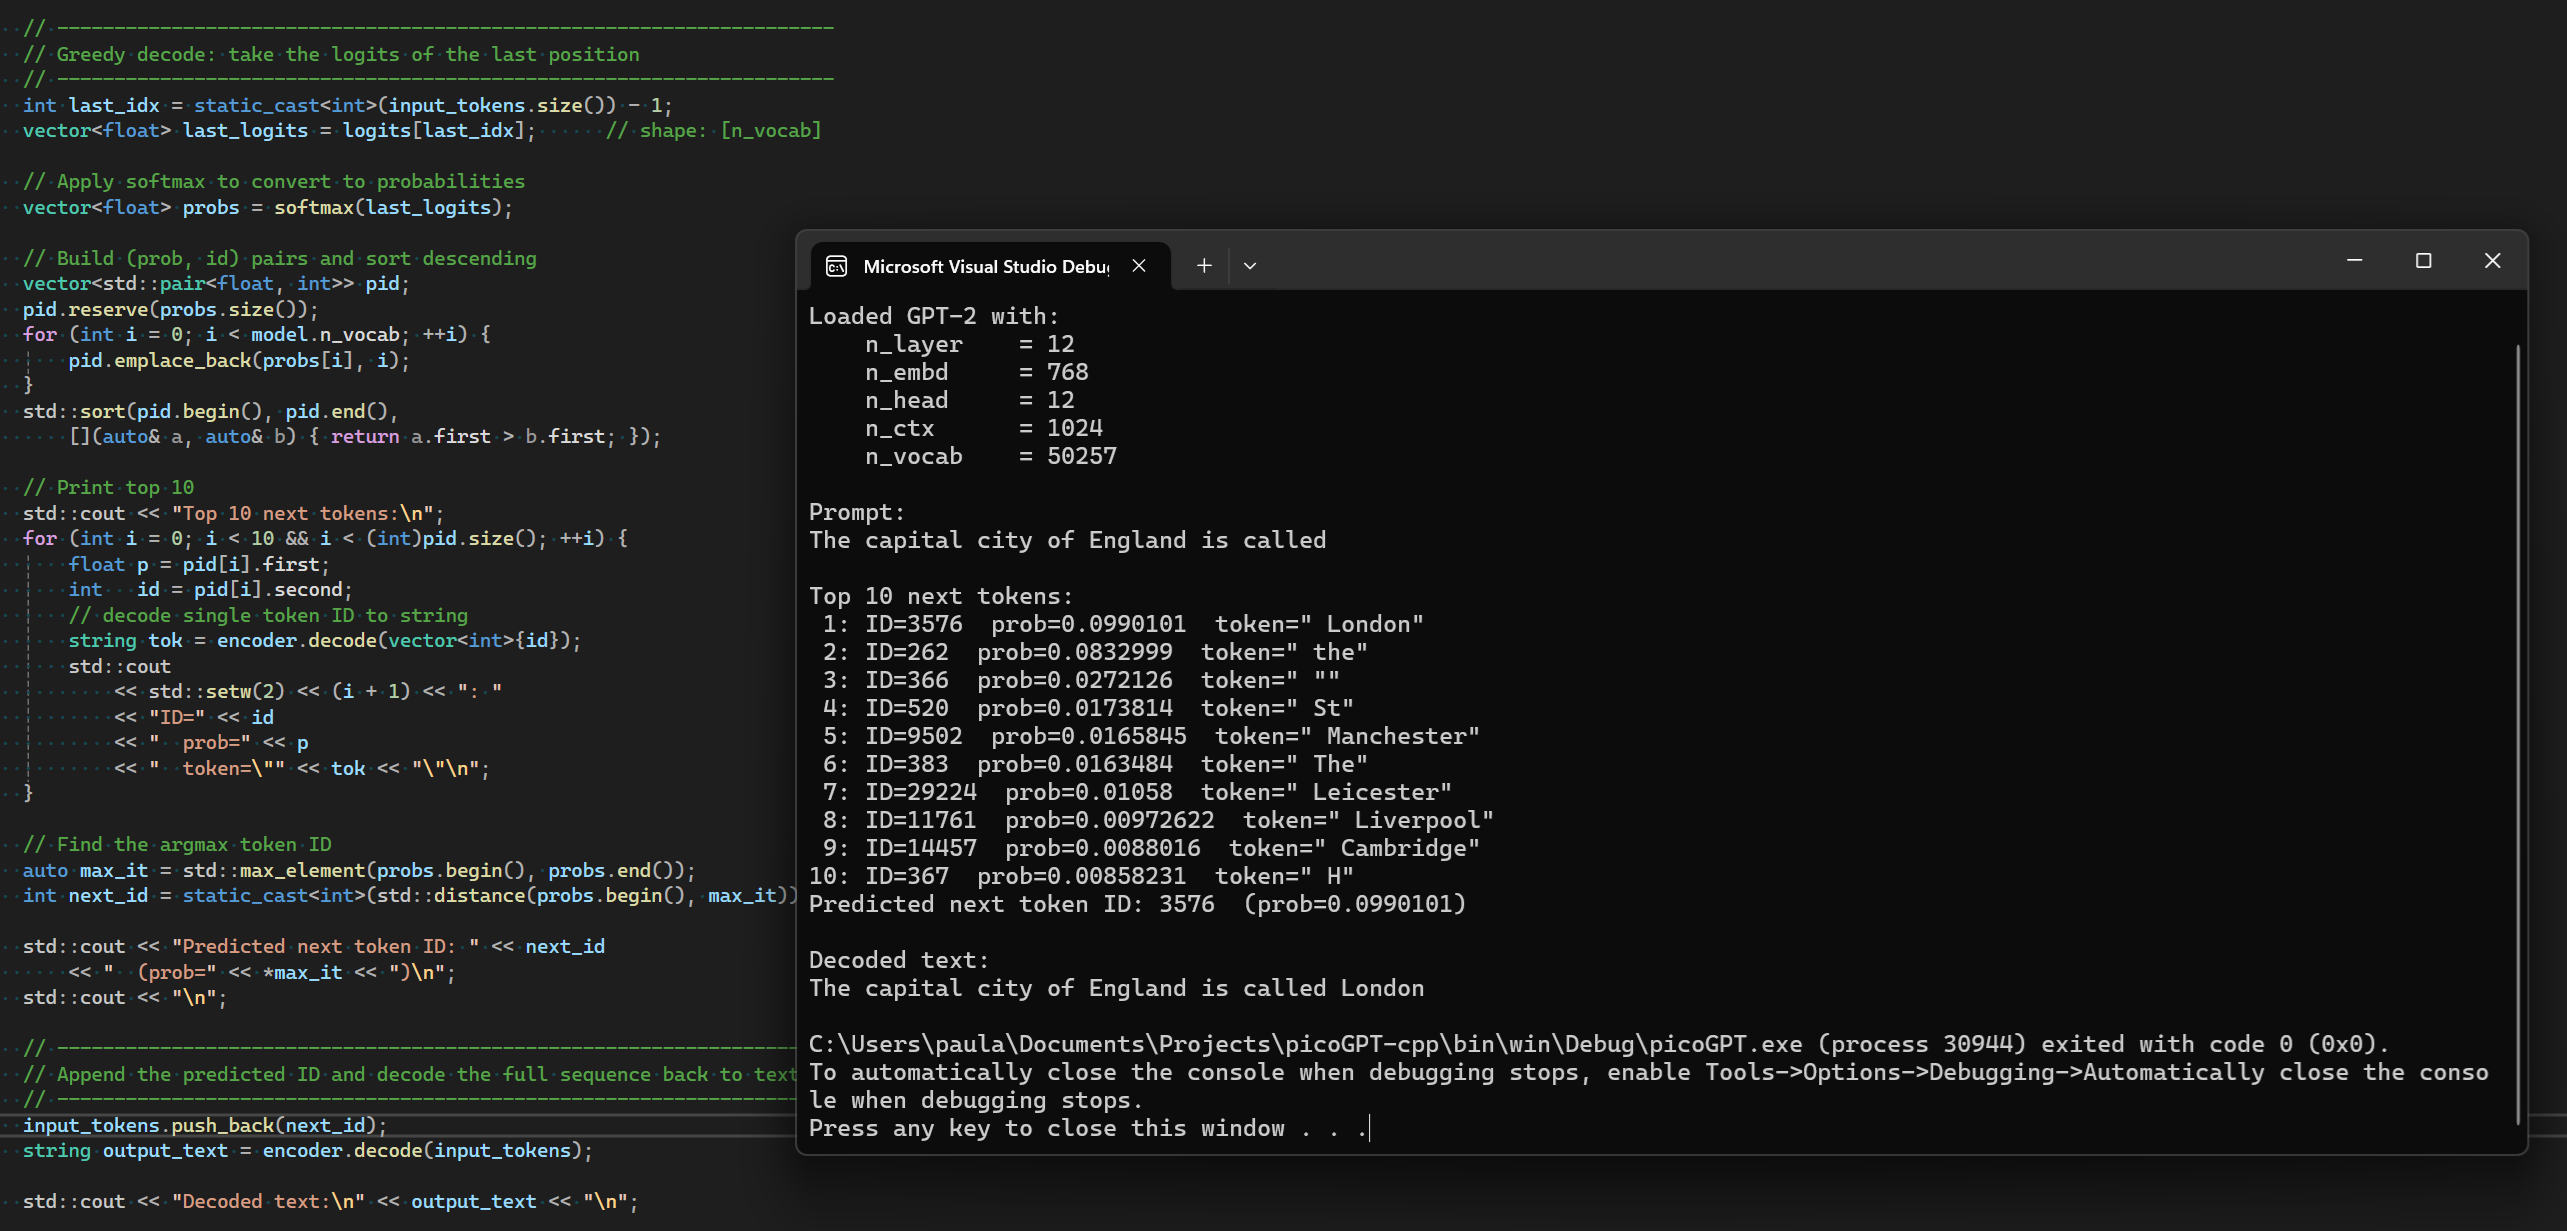 // --------------------------------------------------------------------
// Greedy decode: take the logits of the last position
// --------------------------------------------------------------------
int last_idx = static_cast<int>(input_tokens.size()) - 1;
vector<float> last_logits = logits[last_idx];      // shape: [n_vocab]
// Apply softmax to convert to probabilities
vector<float> probs = softmax(last_logits);
// Build (prob, id) pairs and sort descending
vector<std::pair<float, int>> pid;
pid.reserve(probs.size());
for (int i = 0; i < model.n_vocab; ++i) {
    pid.emplace_back(probs[i], i);
}
std::sort(pid.begin(), pid.end(),
    [](auto& a, auto& b) { return a.first > b.first; });
// Print top 10
std::cout << "Top 10 next tokens:\n";
for (int i = 0; i < 10 && i < (int)pid.size(); ++i) {
    float p = pid[i].first;
    int   id = pid[i].second;
    // decode single token ID to string
    string tok = encoder.decode(vector<int>{id});
    std::cout
        << std::setw(2) << (i + 1) << ": "
        << "ID=" << id
        << "  prob=" << p
        << "  token=\"" << tok << "\"\n";
}
// Find the argmax token ID
auto max_it = std::max_element(probs.begin(), probs.end());
int next_id = static_cast<int>(std::distance(probs.begin(), max_it))
std::cout << "Predicted next token ID: " << next_id
    << "  (prob=" << *max_it << ")\n";
std::cout << "\n";
// --------------------------------------------------------------------
// Append the predicted ID and decode the full sequence back to text
// --------------------------------------------------------------------
input_tokens.push_back(next_id);
string output_text = encoder.decode(input_tokens);
std::cout << "Decoded text:\n" << output_text << "\n";
Microsoft Visual Studio Debug
Loaded GPT-2 with:
    n_layer    = 12
    n_embd     = 768
    n_head     = 12
    n_ctx      = 1024
    n_vocab    = 50257
Prompt:
The capital city of England is called
Top 10 next tokens:
 1: ID=3576  prob=0.0990101  token=" London"
 2: ID=262  prob=0.0832999  token=" the"
 3: ID=366  prob=0.0272126  token=" ""
 4: ID=520  prob=0.0173814  token=" St"
 5: ID=9502  prob=0.0165845  token=" Manchester"
 6: ID=383  prob=0.0163484  token=" The"
 7: ID=29224  prob=0.01058  token=" Leicester"
 8: ID=11761  prob=0.00972622  token=" Liverpool"
 9: ID=14457  prob=0.0088016  token=" Cambridge"
10: ID=367  prob=0.00858231  token=" H"
Predicted next token ID: 3576  (prob=0.0990101)
Decoded text:
The capital city of England is called London
C:\Users\paula\Documents\Projects\picoGPT-cpp\bin\win\Debug\picoGPT.exe (process 30944) exited with code 0 (0x0).
To automatically close the console when debugging stops, enable Tools->Options->Debugging->Automatically close the conso
le when debugging stops.
Press any key to close this window . . .